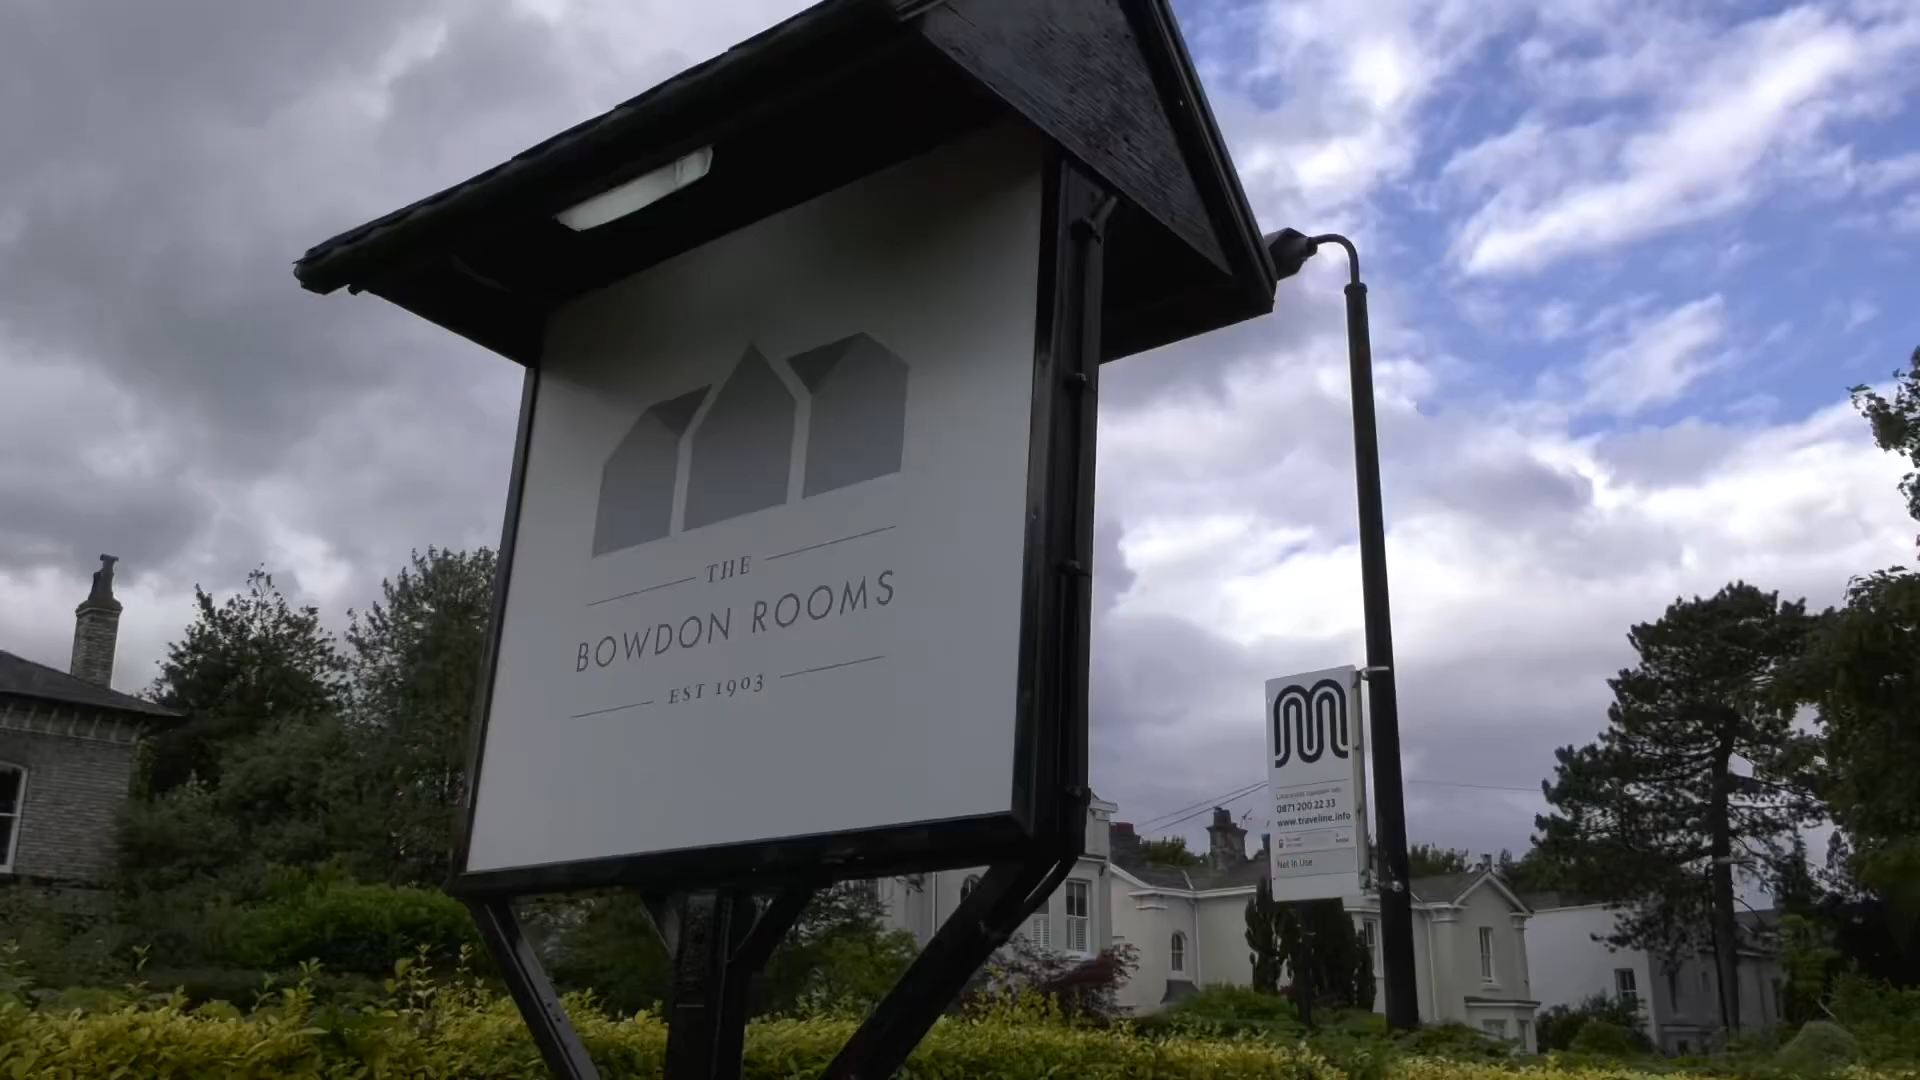 THE
BOWDON ROOMS
EST 1903
M
0871 200 22 33
www.traveline.info
Not In Use